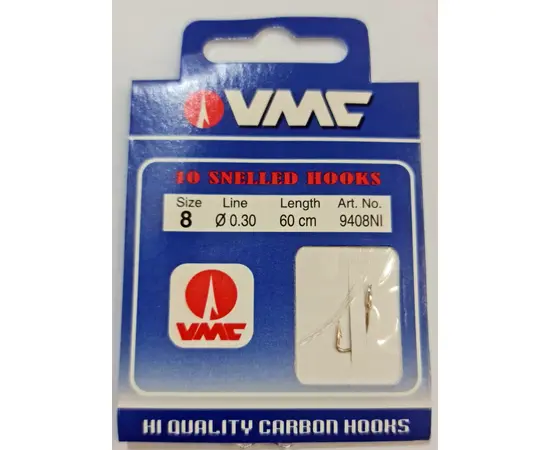 VMC
10 SNELLED HOOKS
Size Line Length Art. No.
8 Ø 0.30 60 cm 9408NI
VMC
HI QUALITY CARBON HOOKS